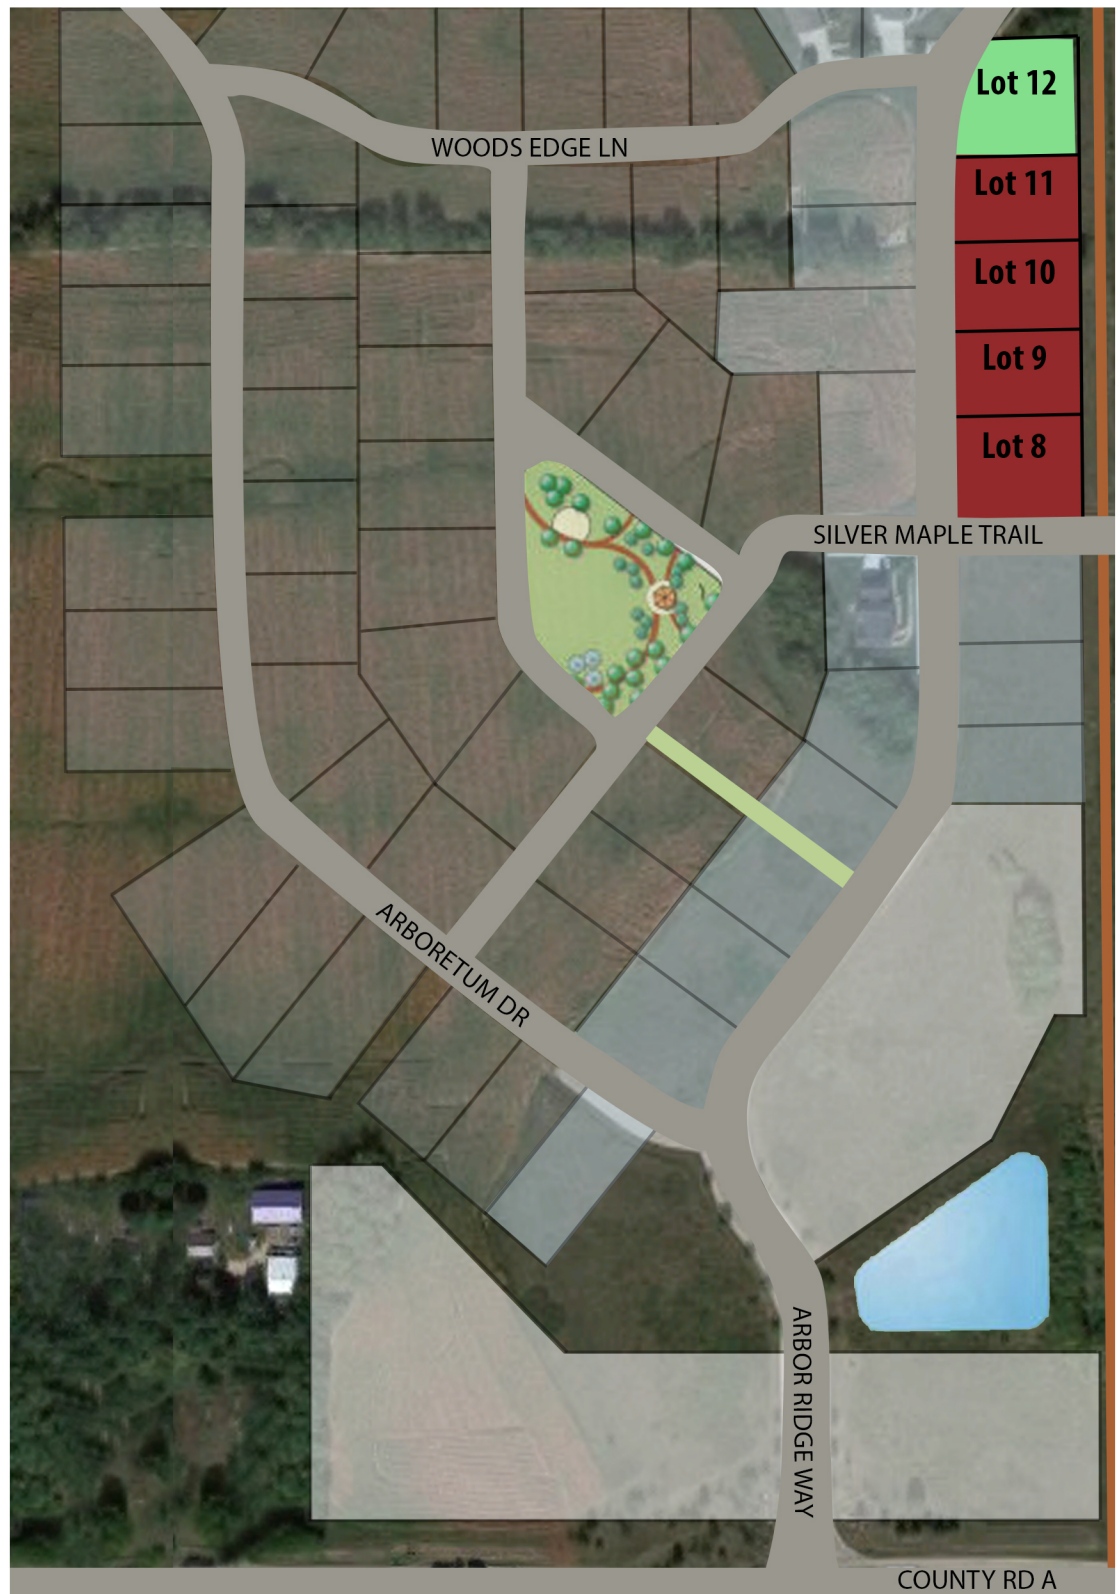 Lot 12
WOODS EDGE LN
Lot 11
Lot 10
Lot 9
Lot 8
SILVER MAPLE TRAIL
ARBORETUM DR
ARBOR RIDGE WAY
COUNTY RD A